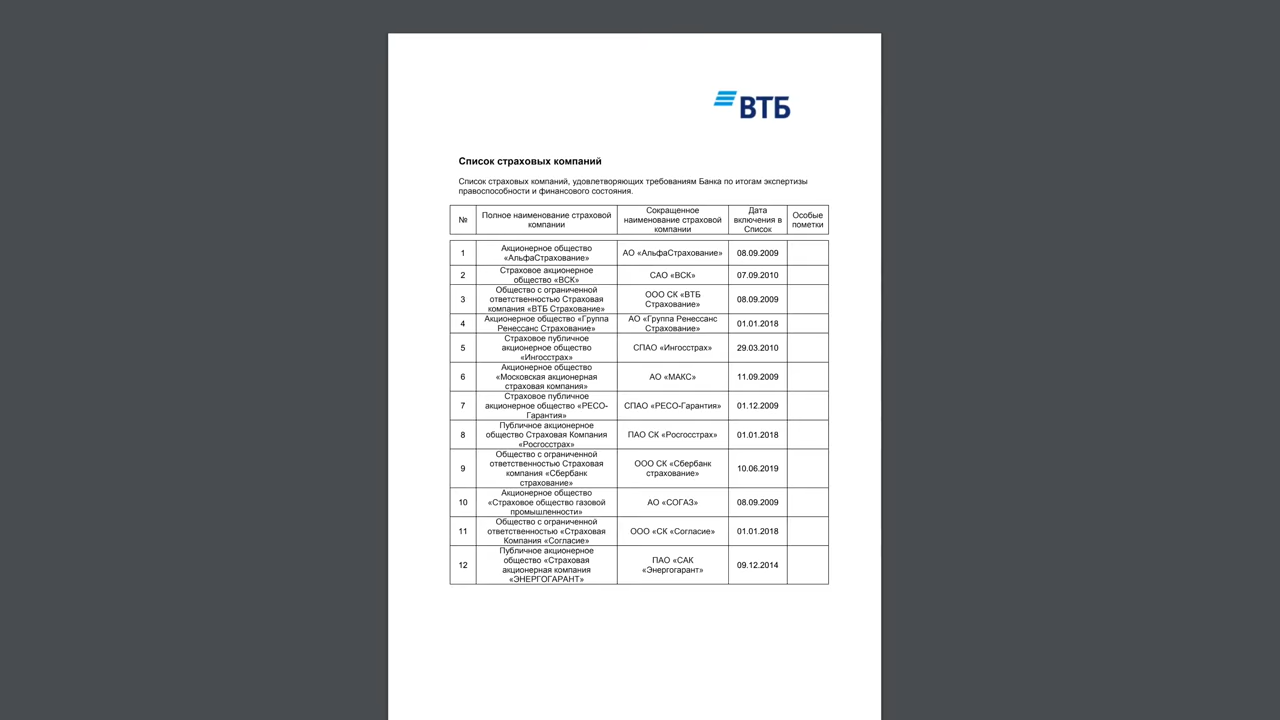 ВТБ
Список страховых компаний
Список страховых компаний, удовлетворяющих требованиям Банка по итогам экспертизы
правоспособности и финансового состояния.
№
Полное наименование страховой
компании
Сокращенное
наименование страховой
компании
Дата
включения в
Список
Особые
пометки
1
Акционерное общество
«АльфаСтрахование»
АО «АльфаСтрахование»
08.09.2009
2
Страховое акционерное
общество «ВСК»
САО «ВСК»
07.09.2010
3
Общество с ограниченной
ответственностью Страховая
компания «ВТБ Страхование»
ООО СК «ВТБ
Страхование»
08.09.2009
4
Акционерное общество «Группа
Ренессанс Страхование»
АО «Группа Ренессанс
Страхование»
01.01.2018
5
Страховое публичное
акционерное общество
«Ингосстрах»
СПАО «Ингосстрах»
29.03.2010
6
Акционерное общество
«Московская акционерная
страховая компания»
АО «МАКС»
11.09.2009
7
Страховое публичное
акционерное общество «РЕСО-
Гарантия»
СПАО «РЕСО-Гарантия»
01.12.2009
8
Публичное акционерное
общество Страховая Компания
«Росгосстрах»
ПАО СК «Росгосстрах»
01.01.2018
9
Общество с ограниченной
ответственностью Страховая
компания «Сбербанк
страхование»
ООО СК «Сбербанк
страхование»
10.06.2019
10
Акционерное общество
«Страховое общество газовой
промышленности»
АО «СОГАЗ»
08.09.2009
11
Общество с ограниченной
ответственностью «Страховая
Компания «Согласие»
ООО «СК «Согласие»
01.01.2018
12
Публичное акционерное
общество «Страховая
акционерная компания
«ЭНЕРГОГАРАНТ»
ПАО «САК
«Энергогарант»
09.12.2014